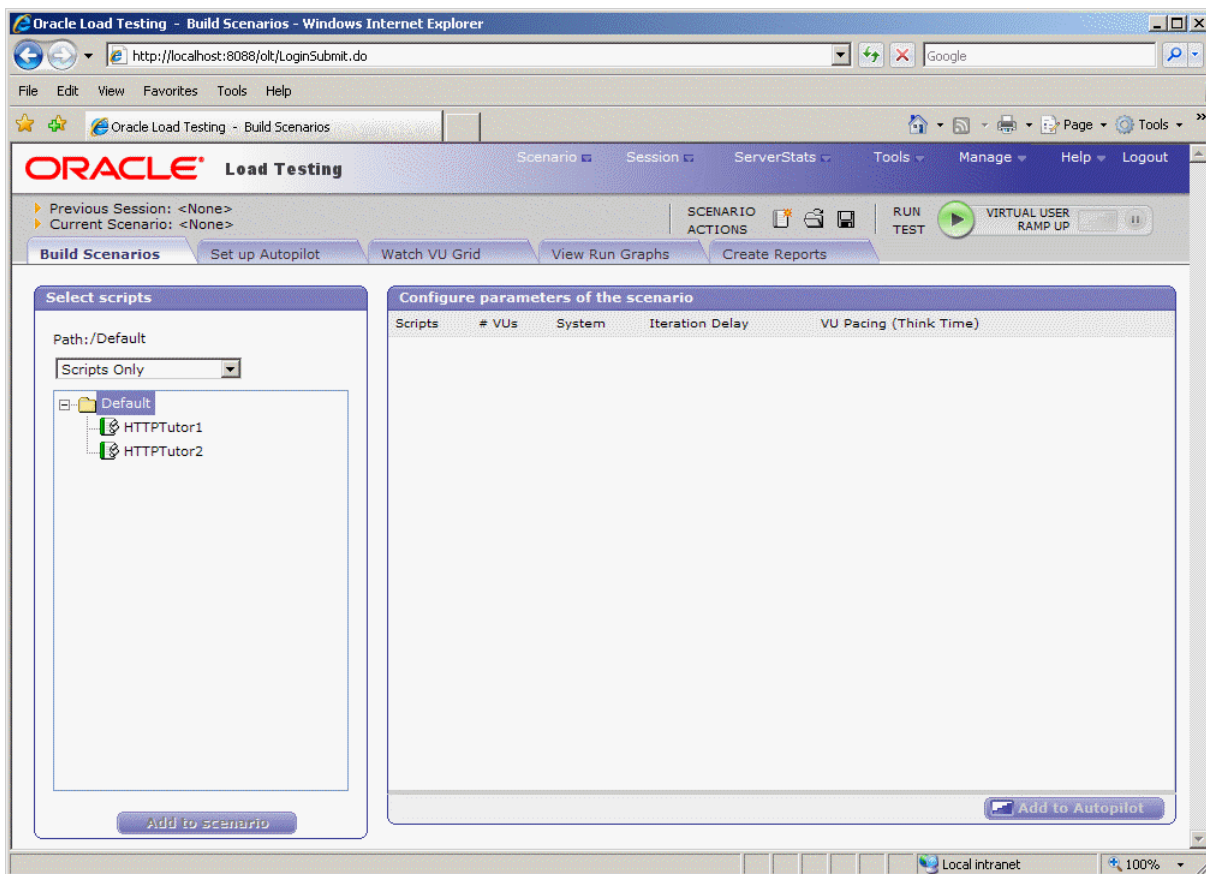 Oracle Load Testing - Build Scenarios - Windows Internet Explorer
http://localhost:8088/olt/LoginSubmit.do
Google
File Edit View Favorites Tools Help
Oracle Load Testing - Build Scenarios
Page Tools »
ORACLE Load Testing
Scenario Session ServerStats Tools Manage Help Logout
Previous Session: <None>
Current Scenario: <None>
SCENARIO ACTIONS
RUN TEST
VIRTUAL USER RAMP UP
Build Scenarios Set up Autopilot Watch VU Grid View Run Graphs Create Reports
Select scripts
Path:/Default
Scripts Only
Default
HTTPTutor1
HTTPTutor2
Add to scenario
Configure parameters of the scenario
Scripts # VUs System Iteration Delay VU Pacing (Think Time)
Add to Autopilot
Local intranet 100%